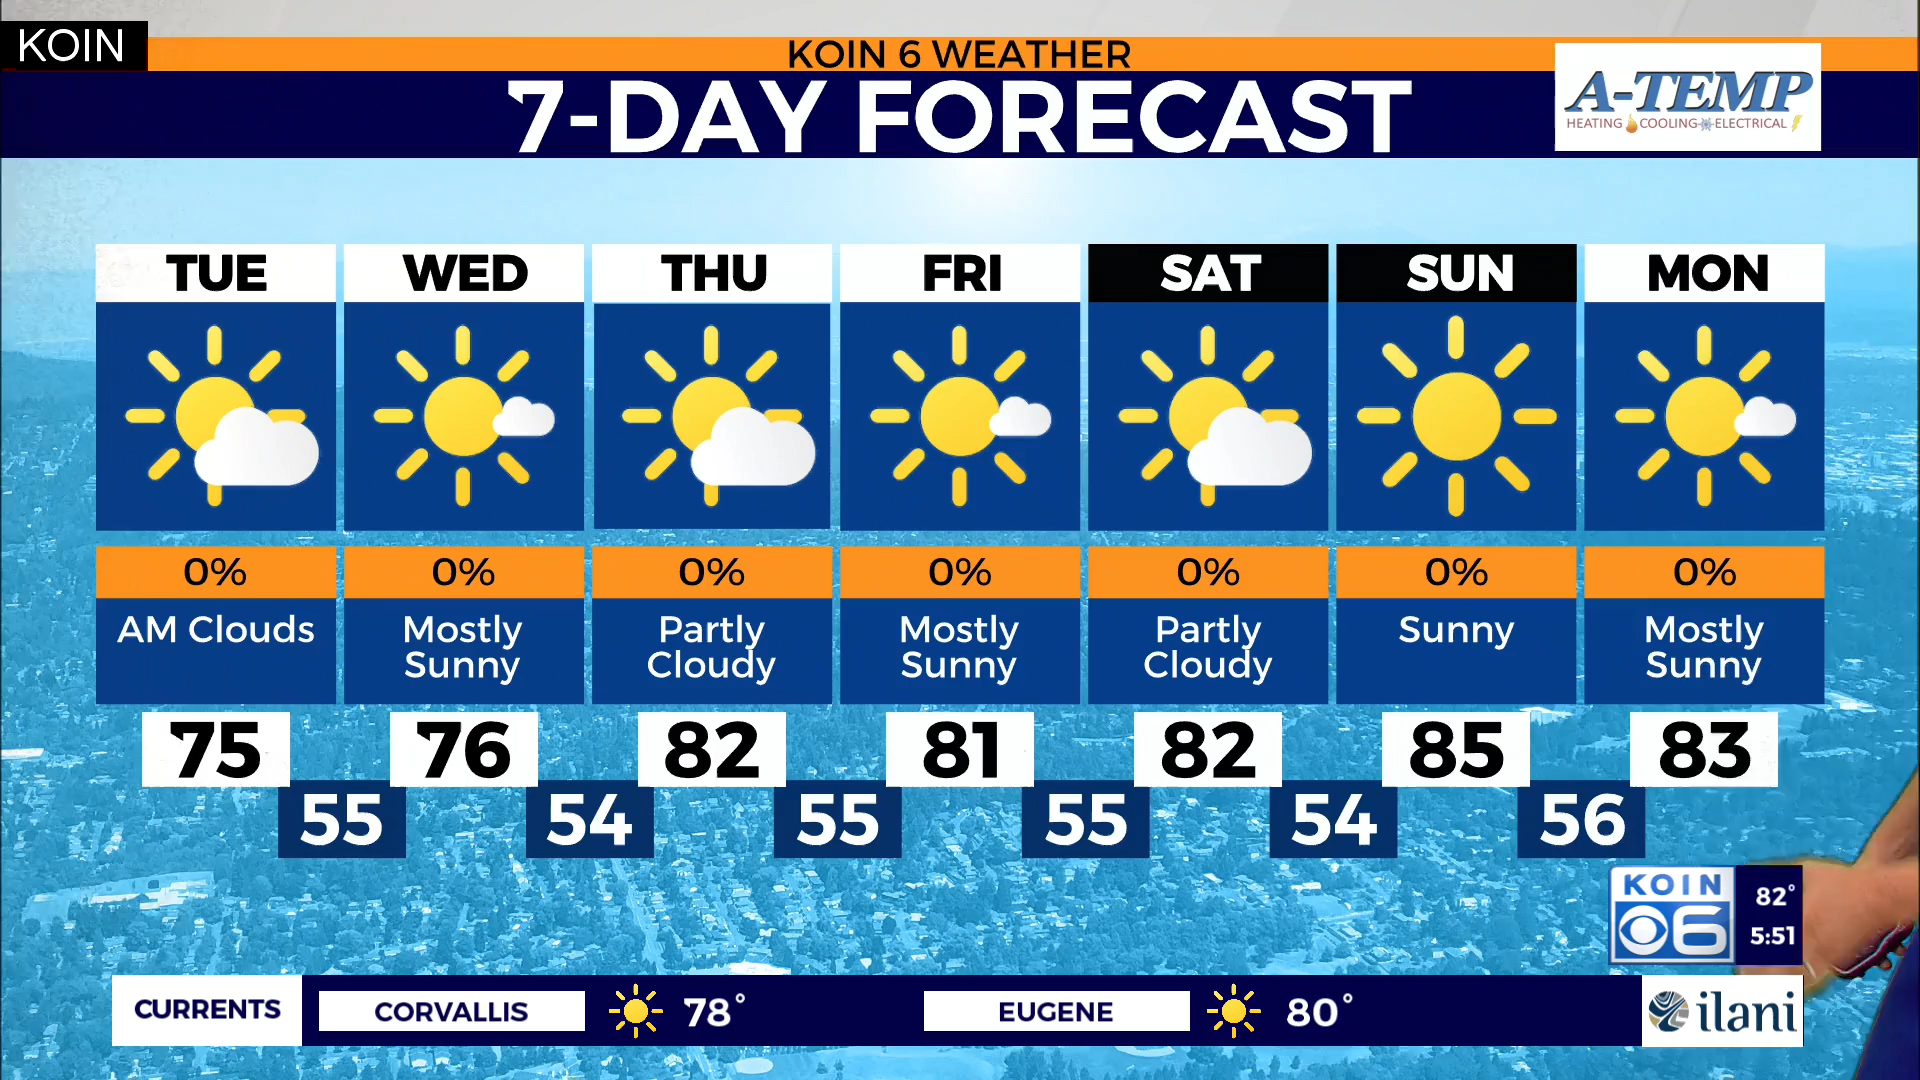 KOIN
KOIN 6 WEATHER
7-DAY FORECAST
A-TEMP
HEATING COOLING ELECTRICAL
TUE WED THU FRI SAT SUN MON
0% 0% 0% 0% 0% 0% 0%
AM Clouds
Mostly
Sunny
Partly
Cloudy
Mostly
Sunny
Partly
Cloudy
Sunny
Mostly
Sunny
75 76 82 81 82 85 83
55 54 55 55 54 56
KOIN
6
82°
5:51
CURRENTS CORVALLIS 78° EUGENE 80° ilani